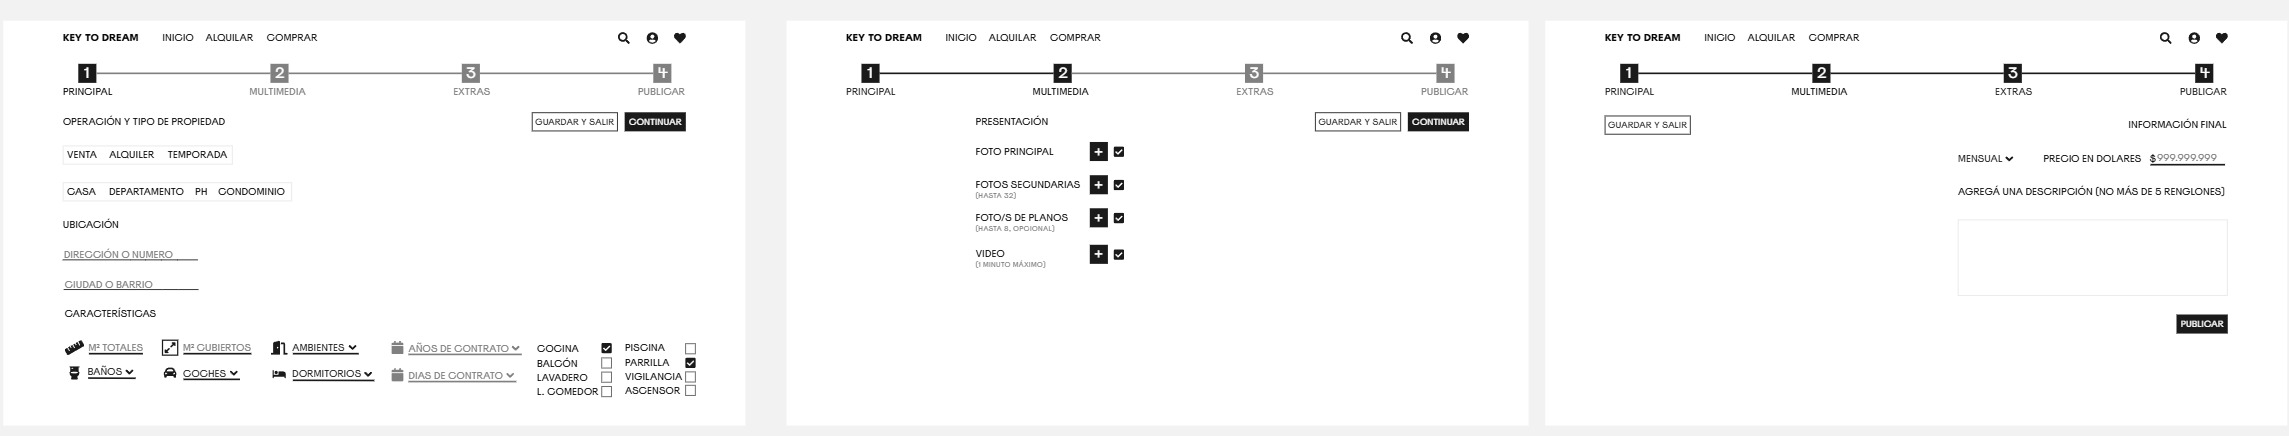 KEY TO DREAM INICIO ALQUILAR COMPRAR
1 2 3 4
PRINCIPAL MULTIMEDIA EXTRAS PUBLICAR
OPERACIÓN Y TIPO DE PROPIEDAD GUARDAR Y SALIR CONTINUAR
VENTA ALQUILER TEMPORADA
CASA DEPARTAMENTO PH CONDOMINIO
UBICACIÓN
DIRECCIÓN O NUMERO
CIUDAD O BARRIO
CARACTERÍSTICAS
M² TOTALES M² CUBIERTOS AMBIENTES AÑOS DE CONTRATO
BAÑOS COCHES DORMITORIOS DIAS DE CONTRATO
COCINA PISCINA
BALCÓN PARRILLA
LAVADERO VIGILANCIA
L. COMEDOR ASCENSOR
KEY TO DREAM INICIO ALQUILAR COMPRAR
1 2 3 4
PRINCIPAL MULTIMEDIA EXTRAS PUBLICAR
PRESENTACIÓN GUARDAR Y SALIR CONTINUAR
FOTO PRINCIPAL +
FOTOS SECUNDARIAS +
(HASTA 32)
FOTO/S DE PLANOS +
(HASTA 8, OPCIONAL)
VIDEO +
(1 MINUTO MÁXIMO)
KEY TO DREAM INICIO ALQUILAR COMPRAR
1 2 3 4
PRINCIPAL MULTIMEDIA EXTRAS PUBLICAR
GUARDAR Y SALIR INFORMACIÓN FINAL
MENSUAL PRECIO EN DOLARES $999.999.999
AGREGÁ UNA DESCRIPCIÓN (NO MÁS DE 5 RENGLONES)
PUBLICAR